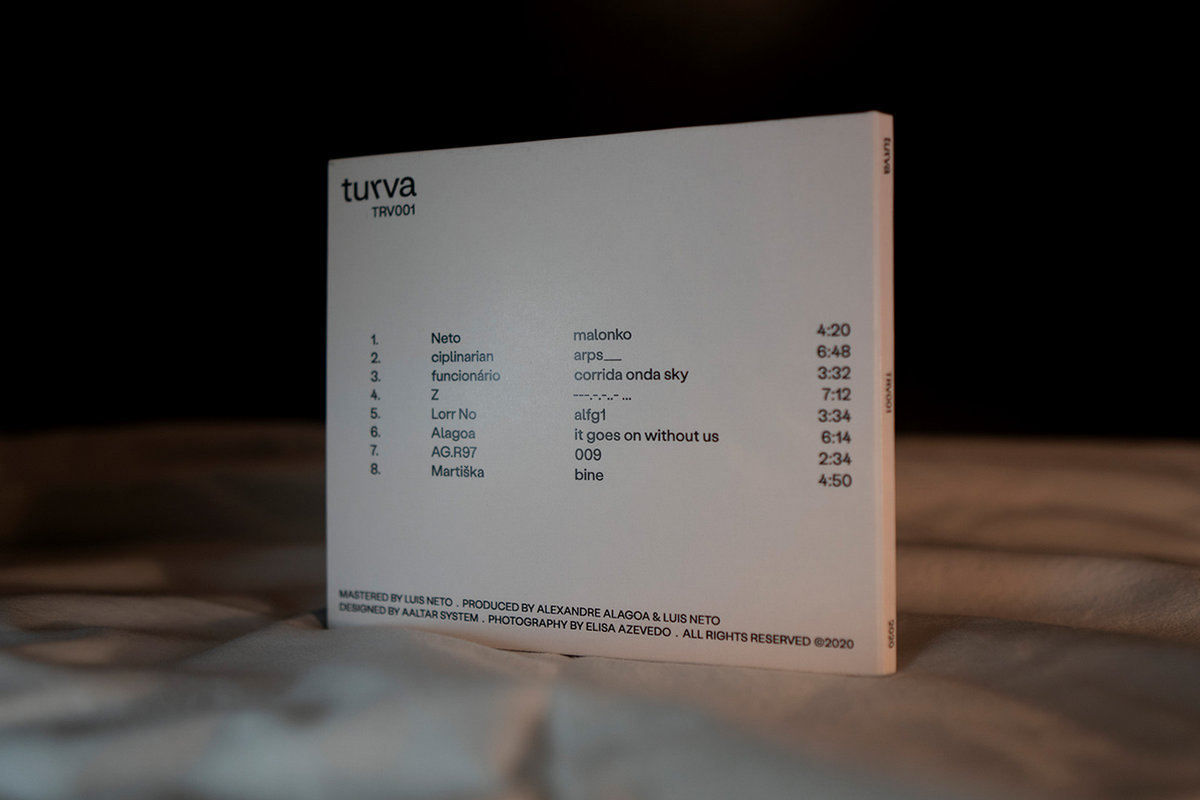 turva
TRV001
1. Neto malonko 4:20
2. ciplinarian arps__ 6:48
3. funcionário corrida onda sky 3:32
4. Z ---.-.-..- ... 7:12
5. Lorr No alfg1 3:34
6. Alagoa it goes on without us 6:14
7. AG.R97 009 2:34
8. Martiška bine 4:50
MASTERED BY LUIS NETO . PRODUCED BY ALEXANDRE ALAGOA & LUIS NETO
DESIGNED BY AALTAR SYSTEM . PHOTOGRAPHY BY ELISA AZEVEDO . ALL RIGHTS RESERVED ©2020
turva
TRV001
2020